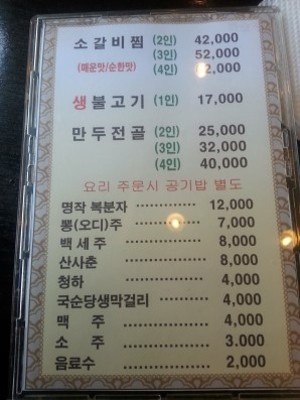 소갈비찜 (2인) 42,000
(3인) 52,000
(매운맛/순한맛) (4인) 2,000
생불고기 (1인) 17,000
만두전골 (2인) 25,000
(3인) 32,000
(4인) 40,000
요리 주문시 공기밥 별도
명작 복분자 ............... 12,000
뽕(오디)주 ............... 7,000
백세주 ............... 8,000
산사춘 ............... 8,000
청하 ............... 4,000
국순당생막걸리 .......... 4,000
맥 주 ............... 4,000
소 주 ............... 3.000
음료수 ............... 2,000